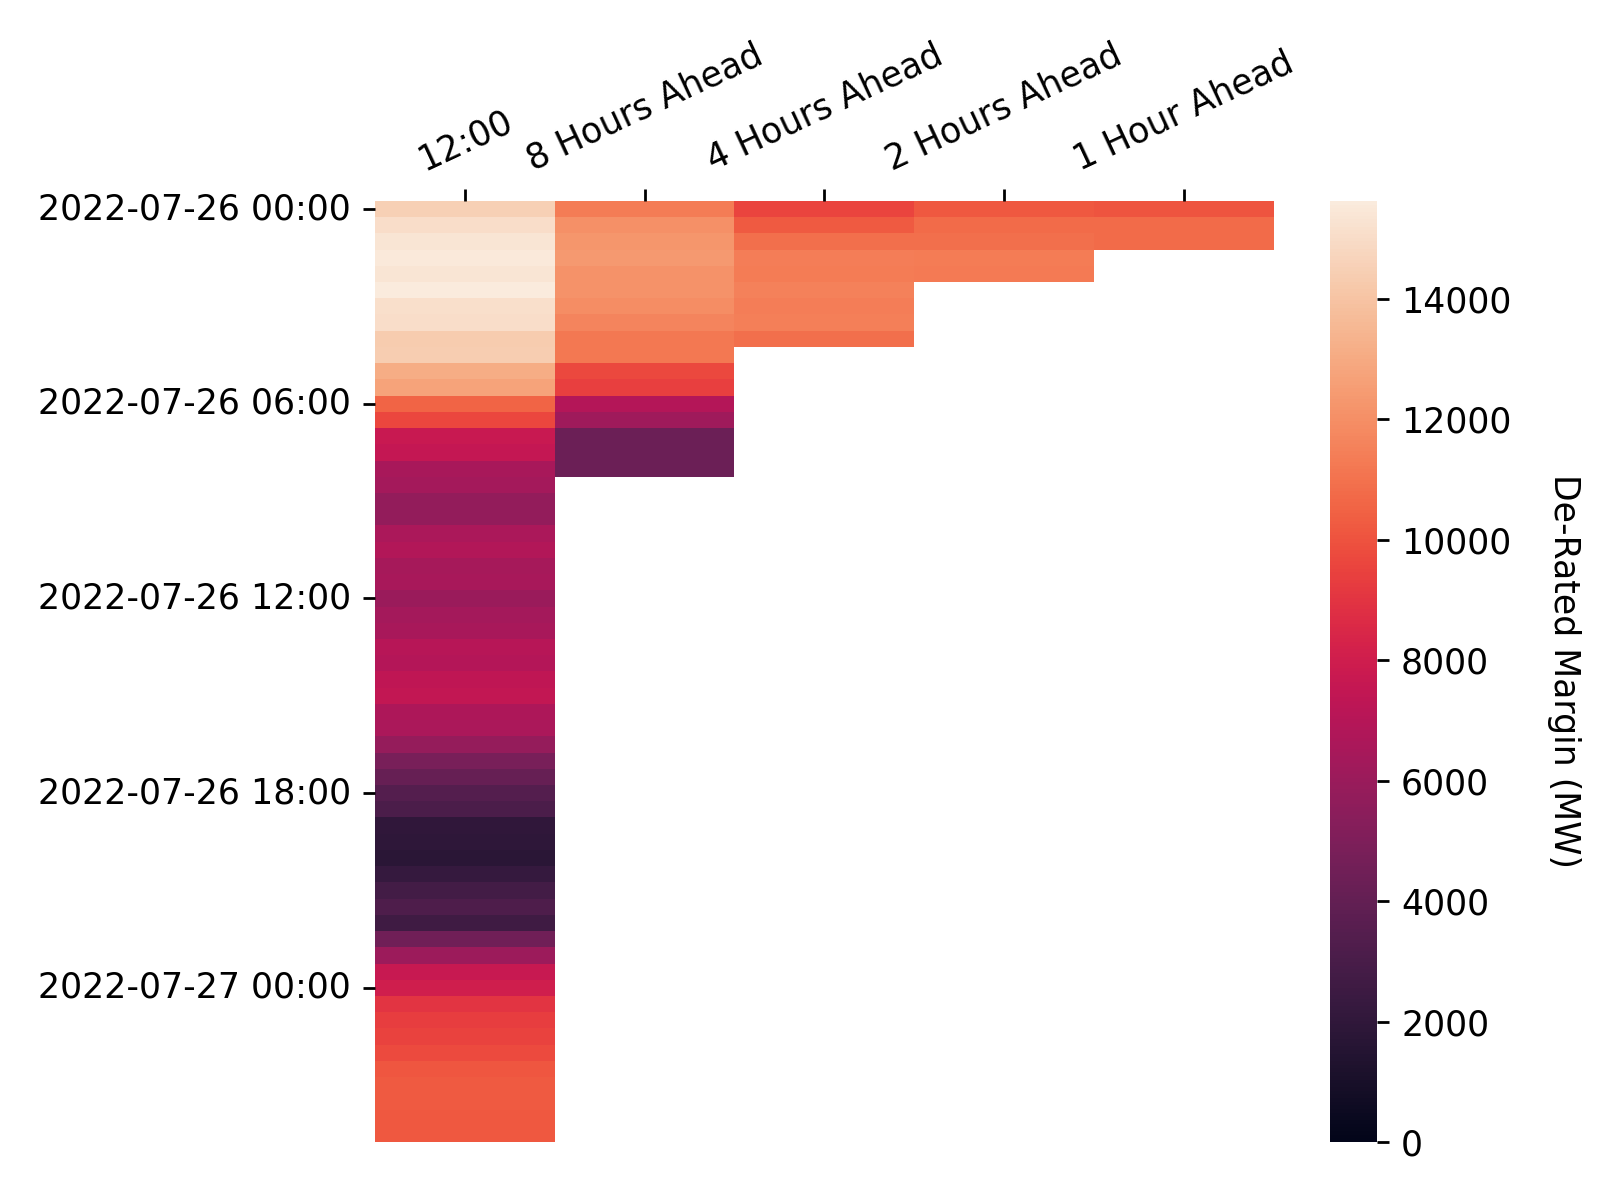 12:00
8 Hours Ahead
4 Hours Ahead
2 Hours Ahead
1 Hour Ahead
2022-07-26 00:00
2022-07-26 06:00
2022-07-26 12:00
2022-07-26 18:00
2022-07-27 00:00
14000
12000
10000
8000
6000
4000
2000
0
De-Rated Margin (MW)